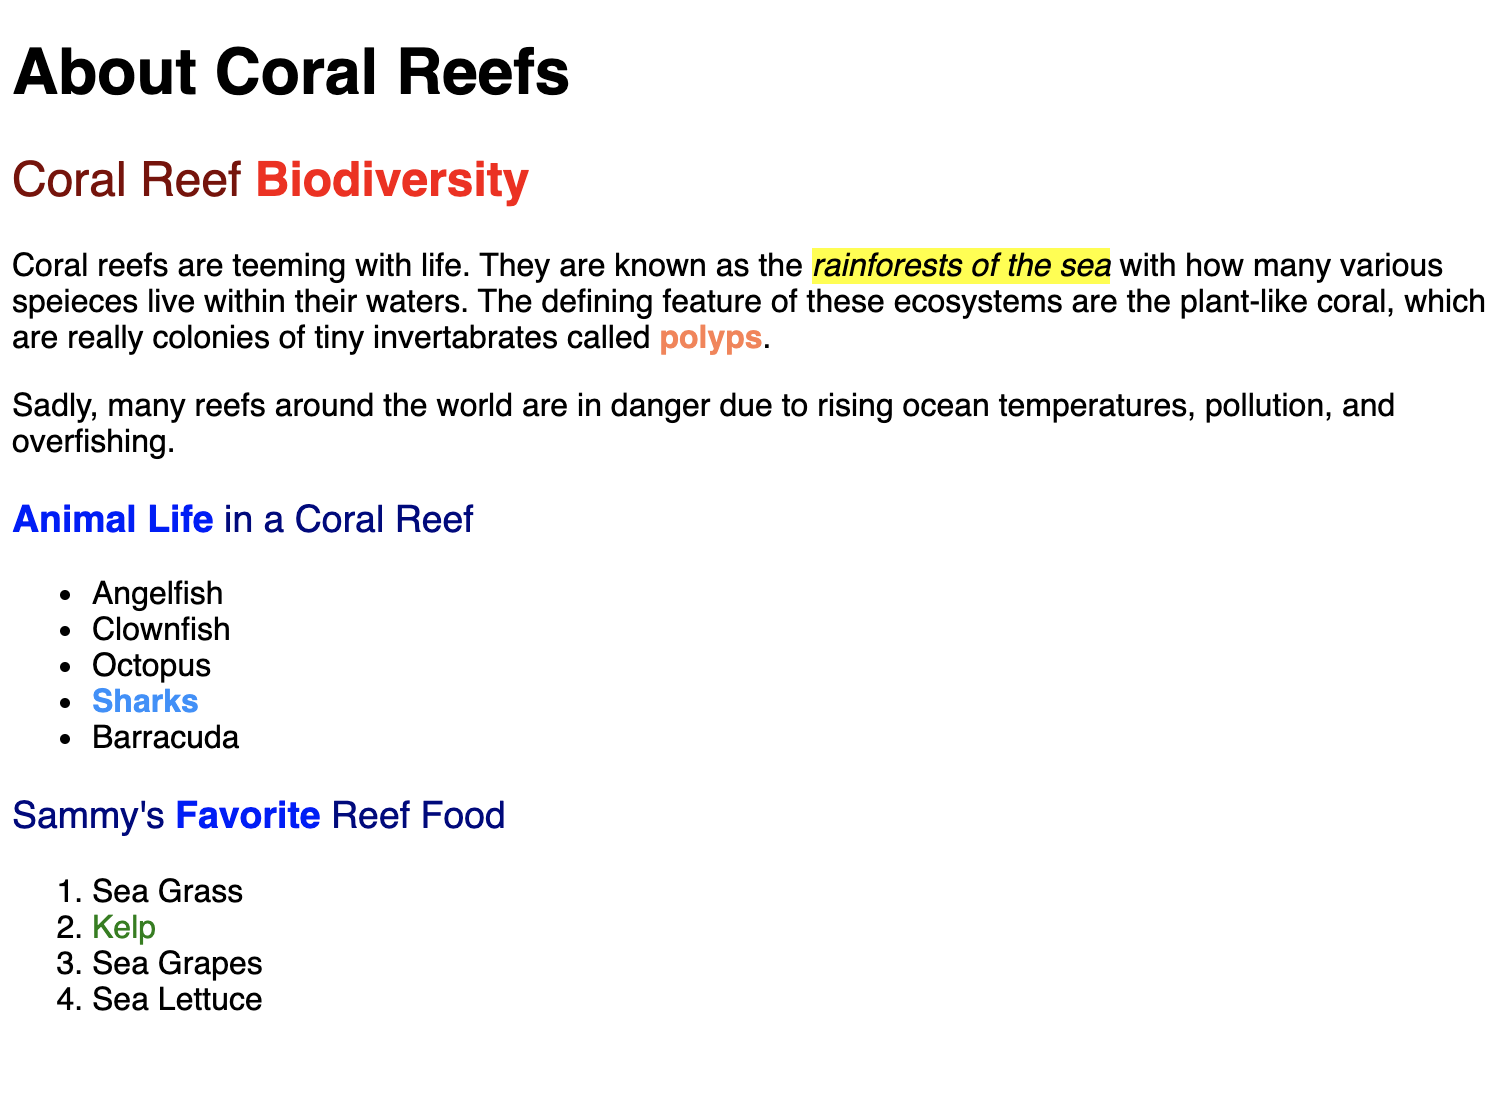 About Coral Reefs
Coral Reef Biodiversity
Coral reefs are teeming with life. They are known as the rainforests of the sea with how many various
speieces live within their waters. The defining feature of these ecosystems are the plant-like coral, which
are really colonies of tiny invertabrates called polyps.
Sadly, many reefs around the world are in danger due to rising ocean temperatures, pollution, and
overfishing.
Animal Life in a Coral Reef
• Angelfish
• Clownfish
• Octopus
• Sharks
• Barracuda
Sammy's Favorite Reef Food
1. Sea Grass
2. Kelp
3. Sea Grapes
4. Sea Lettuce